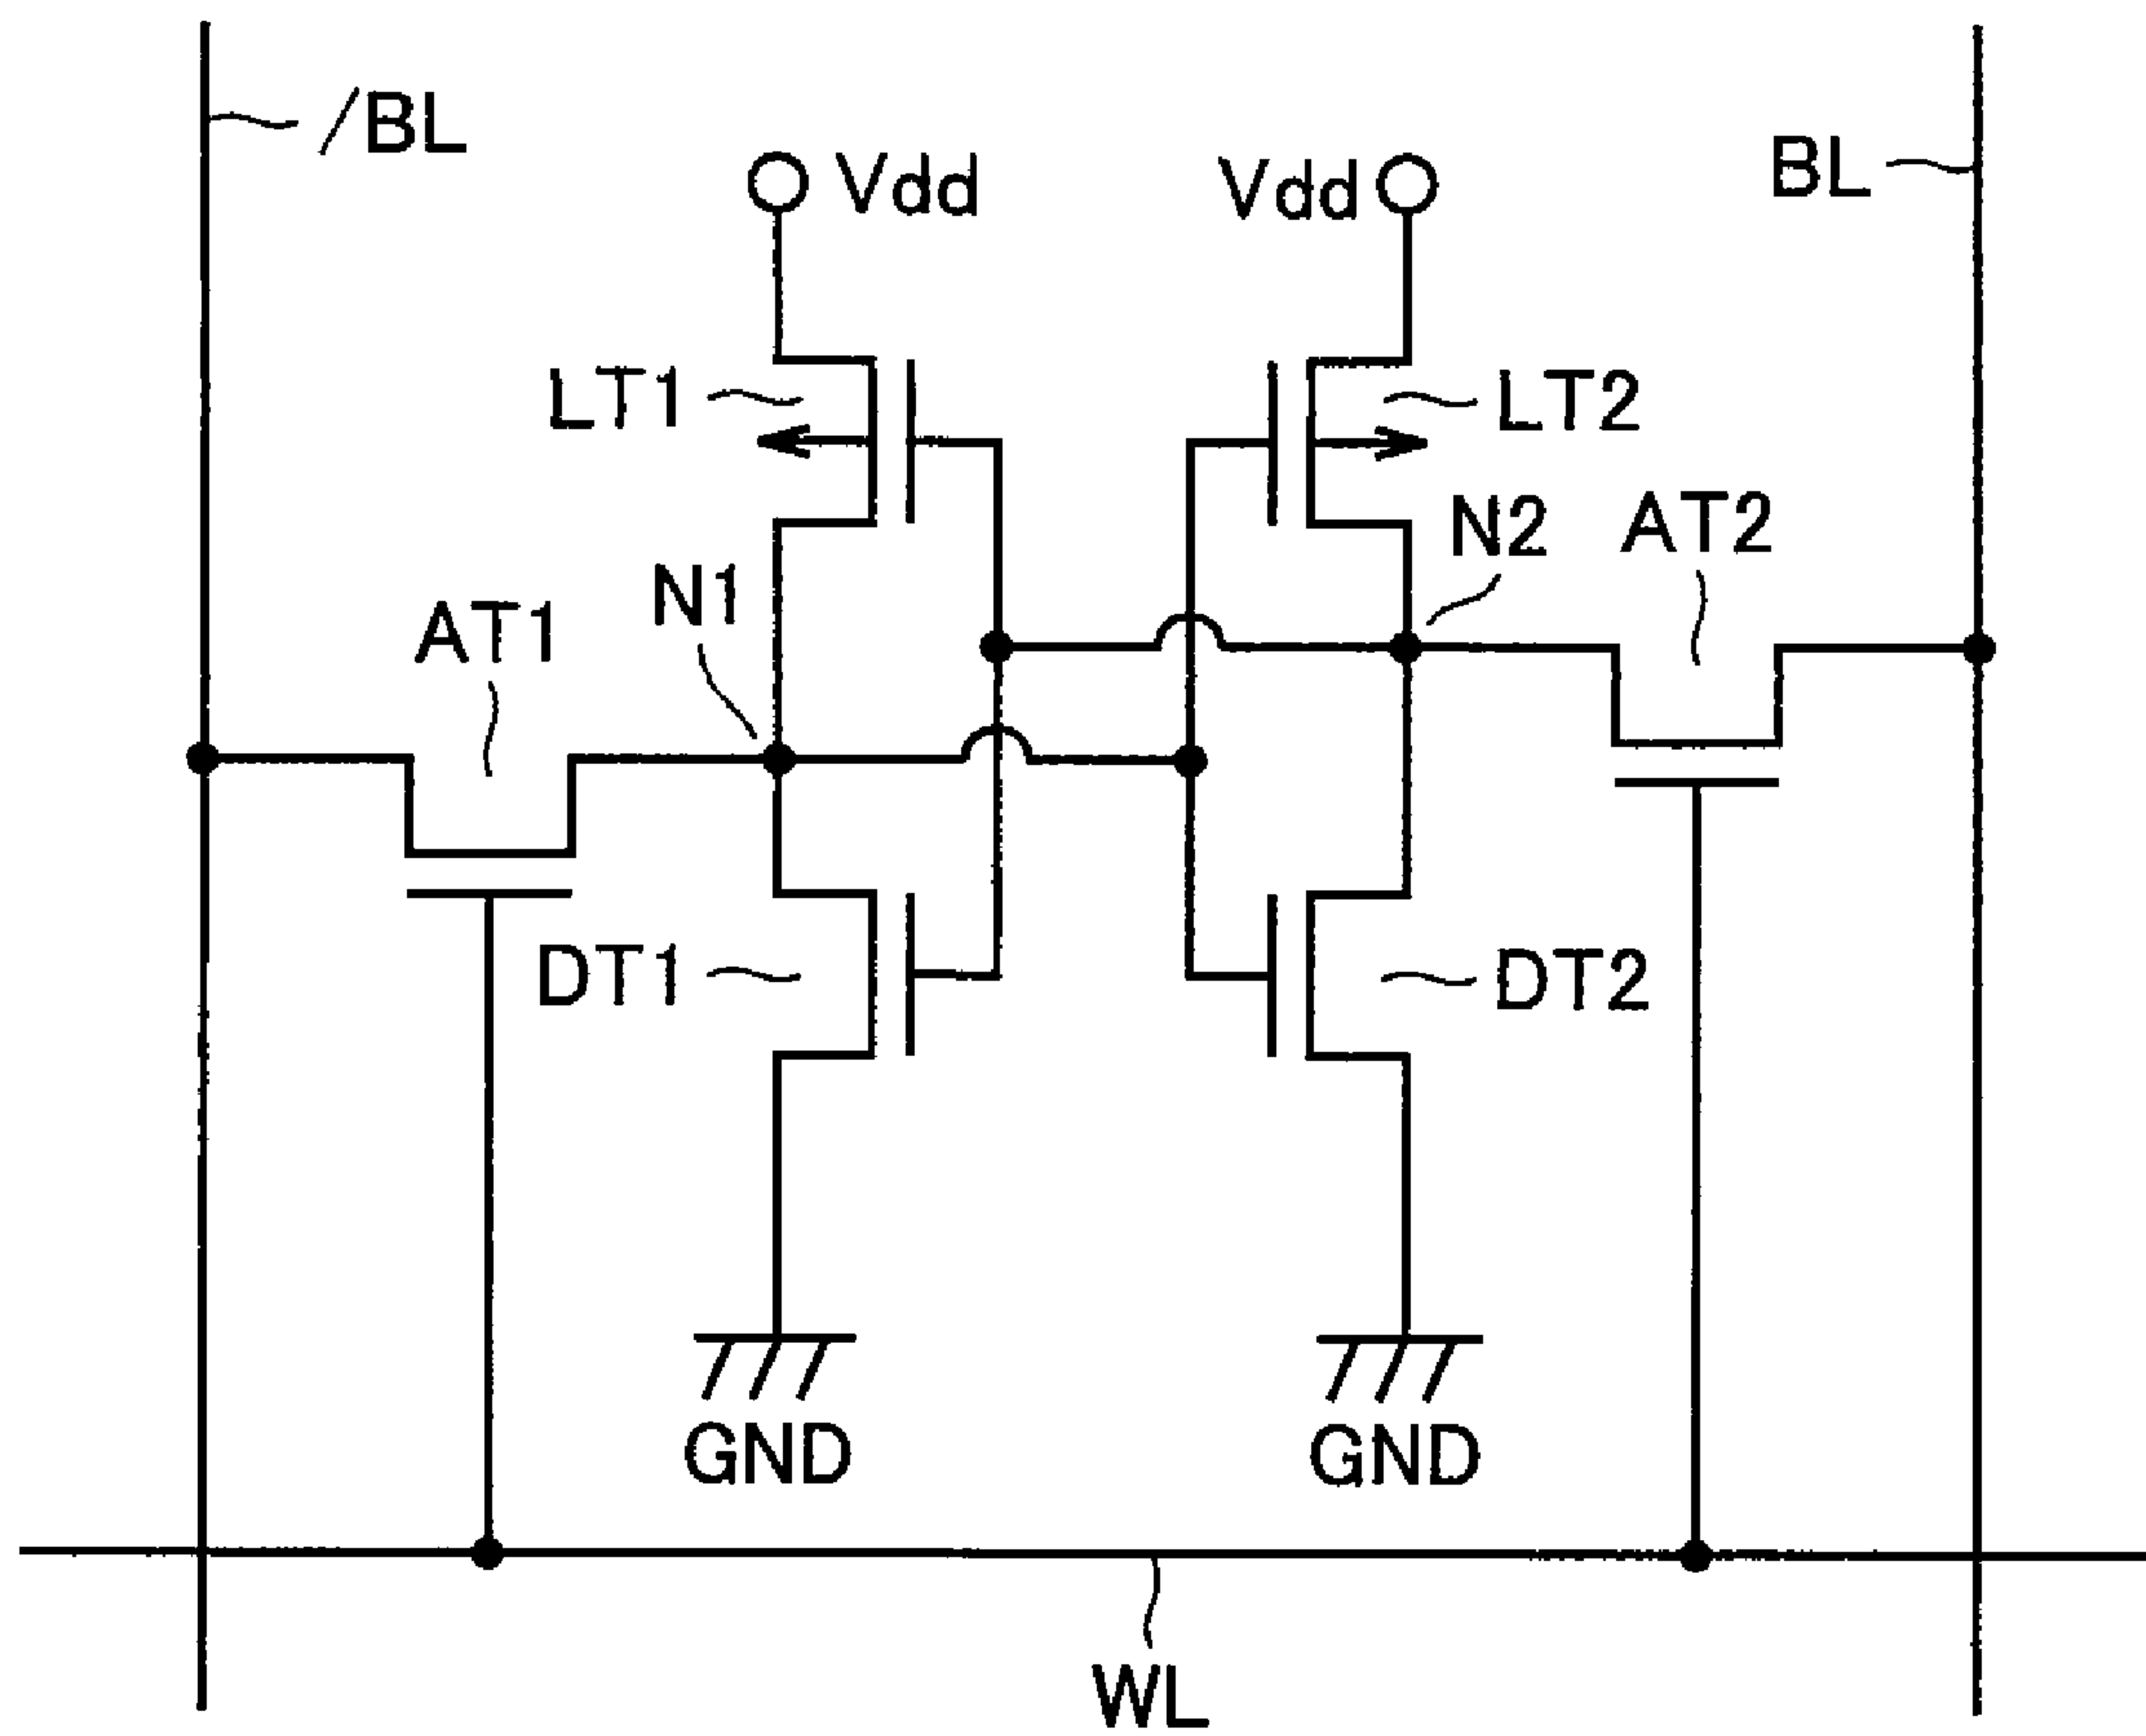 /BL
Vdd
Vdd
BL
LT1
LT2
N2
AT2
N1
AT1
DT1
DT2
GND
GND
WL